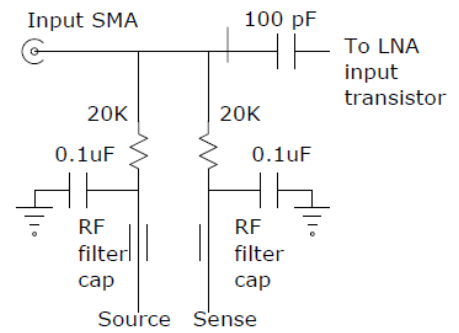 Input SMA
100 pF
To LNA
input
transistor
20K
20K
0.1uF
0.1uF
RF
filter
cap
RF
filter
cap
Source
Sense